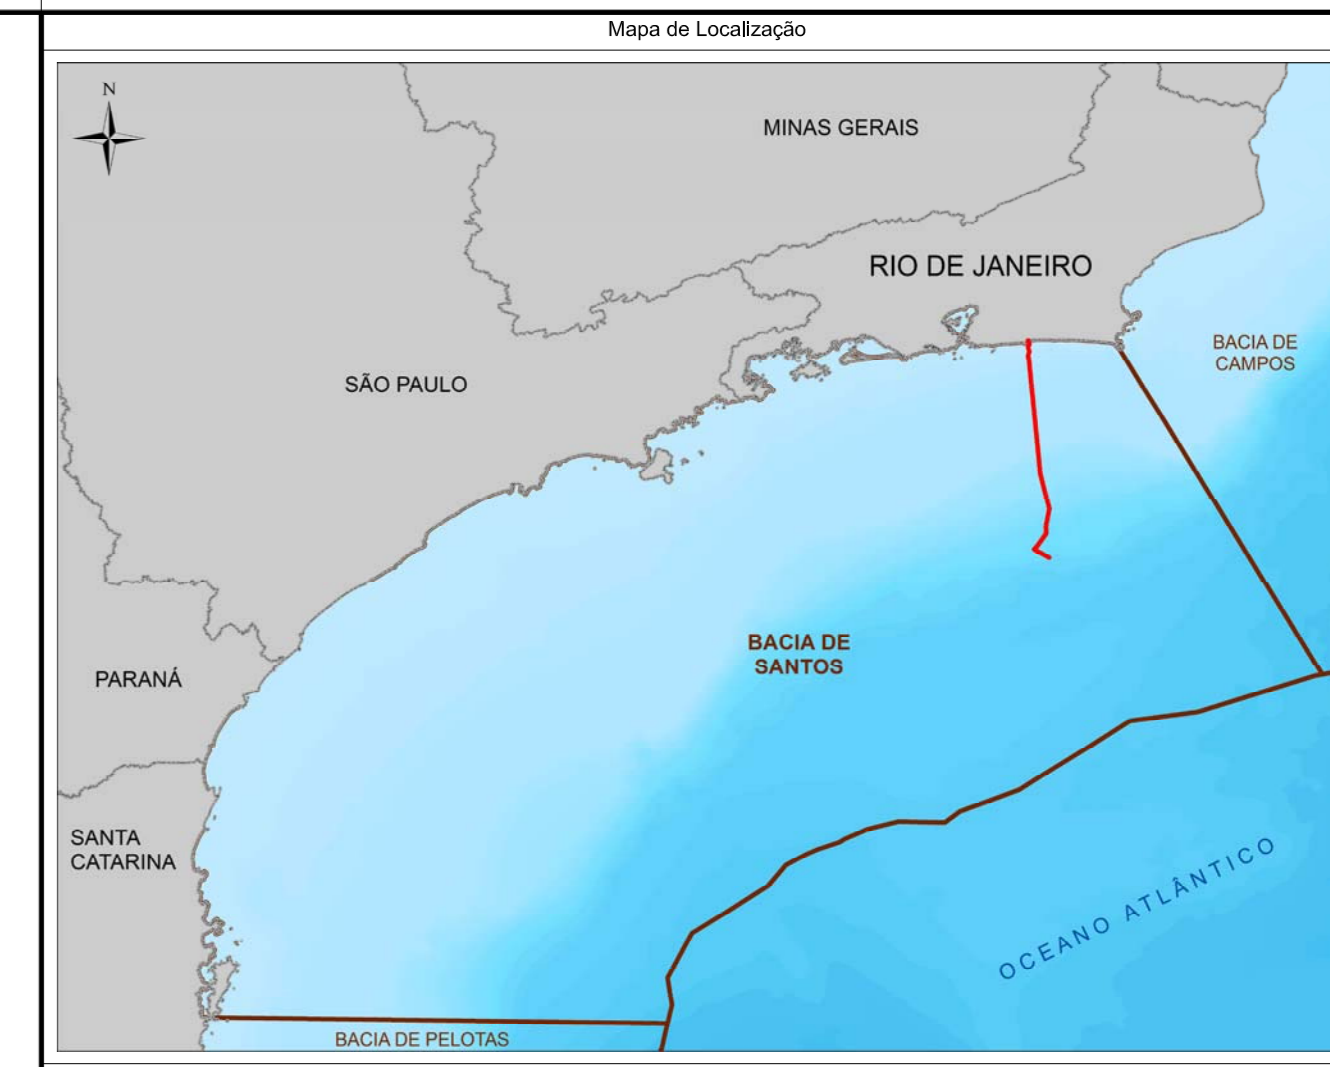 Mapa de Localização
N
MINAS GERAIS
RIO DE JANEIRO
BACIA DE
CAMPOS
SÃO PAULO
BACIA DE
SANTOS
PARANÁ
SANTA
CATARINA
OCEANO ATLÂNTICO
BACIA DE PELOTAS